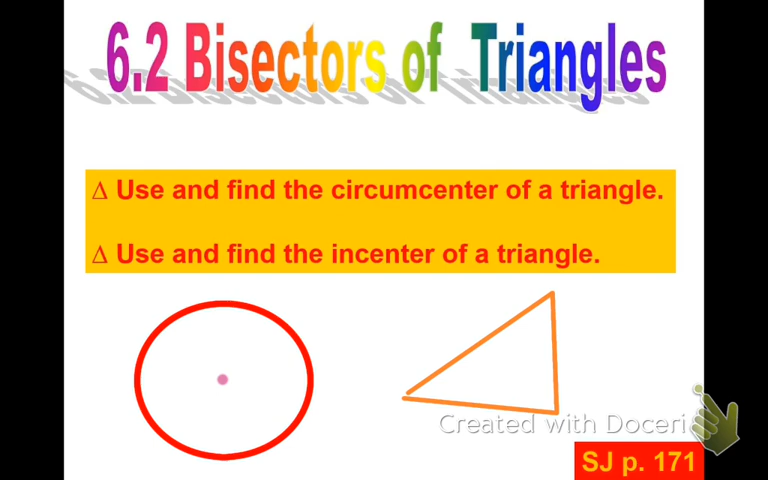 6.2 Bisectors of Triangles
Δ Use and find the circumcenter of a triangle.
Δ Use and find the incenter of a triangle.
Created with Doceri
SJ p. 171